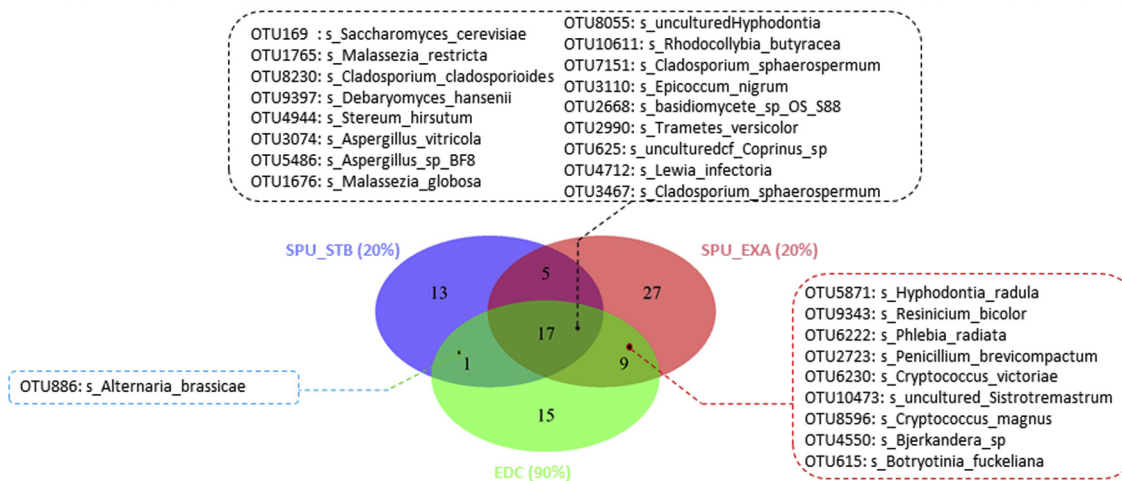 OTU169 : s_Saccharomyces_cerevisiae
OTU1765: s_Malassezia_restricta
OTU8230: s_Cladosporium_cladosporioides
OTU9397: s_Debaryomyces_hansenii
OTU4944: s_Stereum_hirsutum
OTU3074: s_Aspergillus_vitricola
OTU5486: s_Aspergillus_sp_BF8
OTU1676: s_Malassezia_globosa
OTU8055: s_unculturedHyphodontia
OTU10611: s_Rhodocollybia_butyracea
OTU7151: s_Cladosporium_sphaerospermum
OTU3110: s_Epicoccum_nigrum
OTU2668: s_basidiomycete_sp_OS_S88
OTU2990: s_Trametes_versicolor
OTU625: s_unculturedcf_Coprinus_sp
OTU4712: s_Lewia_infectoria
OTU3467: s_Cladosporium_sphaerospermum
SPU_STB (20%)
SPU_EXA (20%)
13
5
27
17
1
9
15
EDC (90%)
OTU886: s_Alternaria_brassicae
OTU5871: s_Hyphodontia_radula
OTU9343: s_Resinicium_bicolor
OTU6222: s_Phlebia_radiata
OTU2723: s_Penicillium_brevicompactum
OTU6230: s_Cryptococcus_victoriae
OTU10473: s_uncultured_Sistrotremastrum
OTU8596: s_Cryptococcus_magnus
OTU4550: s_Bjerkandera_sp
OTU615: s_Botryotinia_fuckeliana